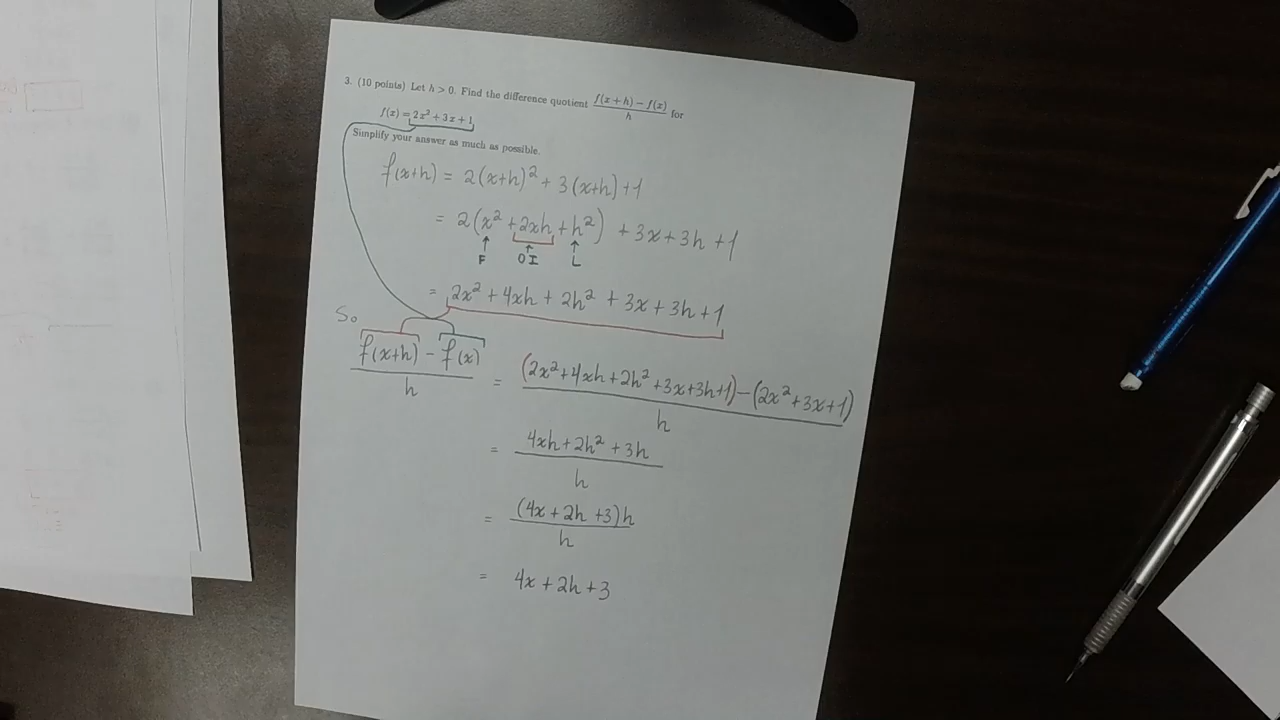 3. (10 points) Let h > 0. Find the difference quotient (f(x + h) − f(x))/h for
f(x) = 2x² + 3x + 1
Simplify your answer as much as possible.
f(x+h) = 2(x+h)² + 3(x+h)+1
= 2(x² + 2xh + h²) + 3x + 3h + 1
↑ ↑ ↑
F OI L
= 2x² + 4xh + 2h² + 3x + 3h + 1
So
(f(x+h) − f(x))/h = ((2x²+4xh+2h²+3x+3h+1)−(2x²+3x+1))/h
= (4xh+2h²+3h)/h
= ((4x+2h+3)h)/h
= 4x+2h+3